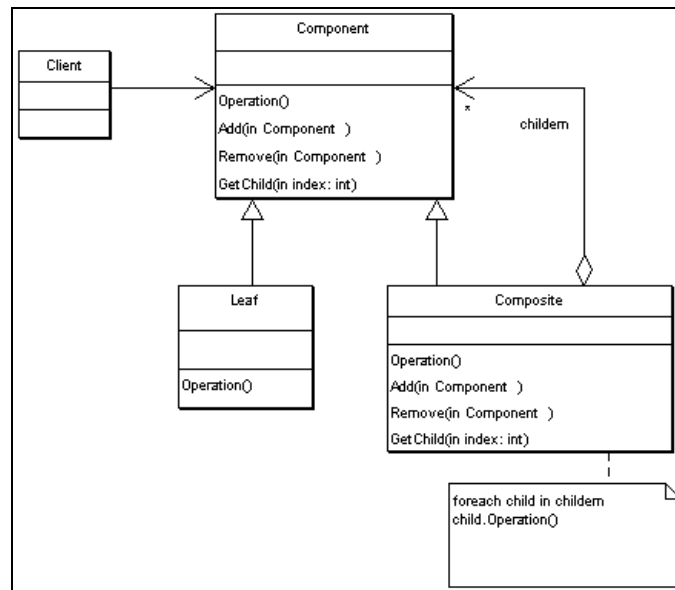 Component
Client
Operation()
Add(in Component )
Remove(in Component )
GetChild(in index: int)
*
childern
Leaf
Operation()
Composite
Operation()
Add(in Component )
Remove(in Component )
GetChild(in index: int)
foreach child in childern
child.Operation()